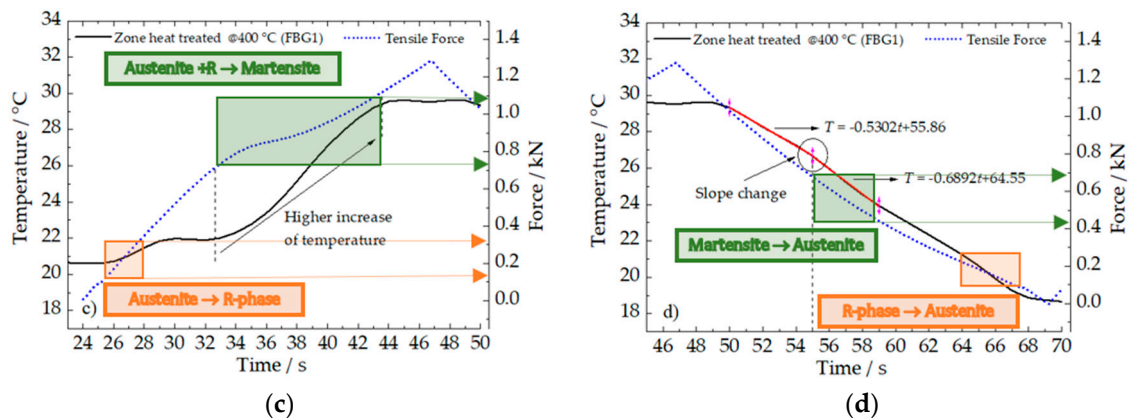 Zone heat treated @400 °C (FBG1) Tensile Force
Austenite +R → Martensite
Higher increase
of temperature
Austenite → R-phase
c)
Temperature / °C
34
32
30
28
26
24
22
20
18
Force / kN
1.4
1.2
1.0
0.8
0.6
0.4
0.2
0.0
24 26 28 30 32 34 36 38 40 42 44 46 48 50
Time / s
(c)
Zone heat treated @400 °C (FBG1) Tensile Force
T = -0.5302t+55.86
Slope change
T = -0.6892t+64.55
Martensite → Austenite
R-phase → Austenite
d)
Temperature / °C
34
32
30
28
26
24
22
20
18
Force / kN
1.4
1.2
1.0
0.8
0.6
0.4
0.2
0.0
46 48 50 52 54 56 58 60 62 64 66 68 70
Time / s
(d)